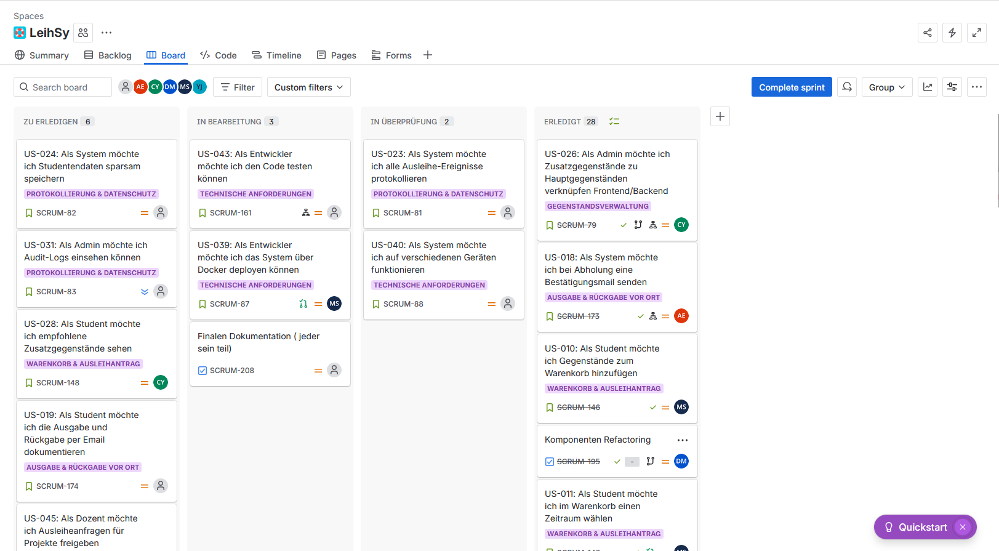 Spaces
LeihSy
Summary
Backlog
Board
Code
Timeline
Pages
Forms
Search board
AE
CY
DM
MS
YJ
Filter
Custom filters
Complete sprint
Group
ZU ERLEDIGEN 6
US-024: Als System möchte
ich Studentendaten sparsam
speichern
PROTOKOLLIERUNG & DATENSCHUTZ
SCRUM-82
US-031: Als Admin möchte ich
Audit-Logs einsehen können
PROTOKOLLIERUNG & DATENSCHUTZ
SCRUM-83
US-028: Als Student möchte
ich empfohlene
Zusatzgegenstände sehen
WARENKORB & AUSLEIHANTRAG
SCRUM-148
CY
US-019: Als Student möchte
ich die Ausgabe und
Rückgabe per Email
dokumentieren
AUSGABE & RÜCKGABE VOR ORT
SCRUM-174
US-045: Als Dozent möchte
ich Ausleiheanfragen für
Projekte freigeben
IN BEARBEITUNG 3
US-043: Als Entwickler
möchte ich den Code testen
können
TECHNISCHE ANFORDERUNGEN
SCRUM-161
US-039: Als Entwickler
möchte ich das System über
Docker deployen können
TECHNISCHE ANFORDERUNGEN
SCRUM-87
MS
Finalen Dokumentation ( jeder
sein teil)
SCRUM-208
IN ÜBERPRÜFUNG 2
US-023: Als System möchte
ich alle Ausleihe-Ereignisse
protokollieren
PROTOKOLLIERUNG & DATENSCHUTZ
SCRUM-81
US-040: Als System möchte
ich auf verschiedenen Geräten
funktionieren
TECHNISCHE ANFORDERUNGEN
SCRUM-88
ERLEDIGT 28
US-026: Als Admin möchte ich
Zusatzgegenstände zu
Hauptgegenständen
verknüpfen Frontend/Backend
GEGENSTANDSVERWALTUNG
SCRUM-79
CY
US-018: Als System möchte
ich bei Abholung eine
Bestätigungsmail senden
AUSGABE & RÜCKGABE VOR ORT
SCRUM-173
AE
US-010: Als Student möchte
ich Gegenstände zum
Warenkorb hinzufügen
WARENKORB & AUSLEIHANTRAG
SCRUM-146
MS
Komponenten Refactoring
SCRUM-195
-
DM
US-011: Als Student möchte
ich im Warenkorb einen
Zeitraum wählen
WARENKORB & AUSLEIHANTRAG
Quickstart